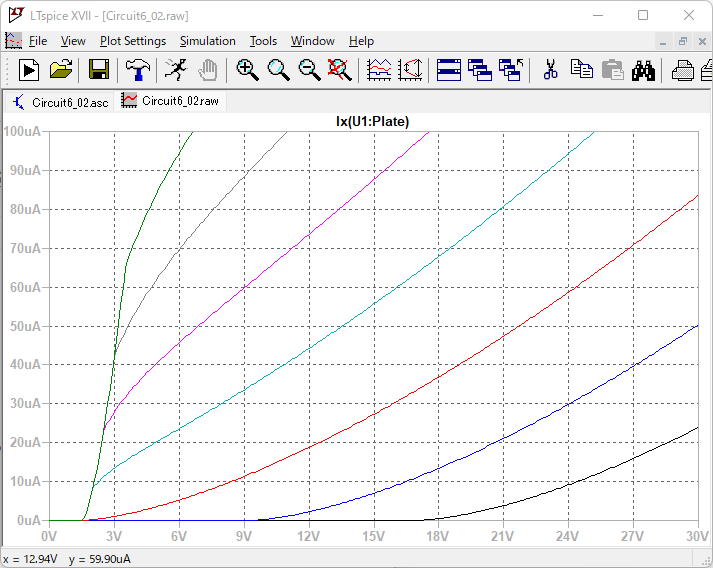 LTspice XVII - [Circuit6_02.raw]
File View Plot Settings Simulation Tools Window Help
Circuit6_02.asc Circuit6_02.raw
Ix(U1:Plate)
100uA
90uA
80uA
70uA
60uA
50uA
40uA
30uA
20uA
10uA
0uA
0V 3V 6V 9V 12V 15V 18V 21V 24V 27V 30V
x = 12.94V y = 59.90uA